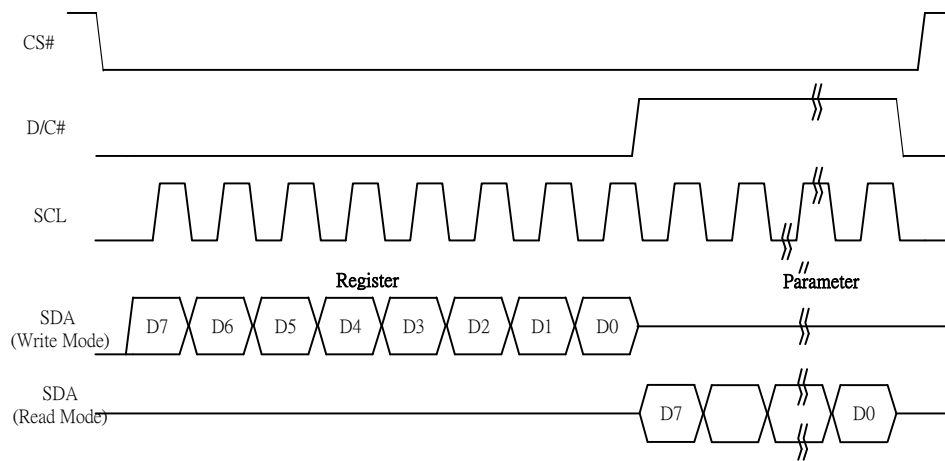 CS#
D/C#
SCL
Register
Parameter
SDA
(Write Mode)
D7
D6
D5
D4
D3
D2
D1
D0
SDA
(Read Mode)
D7
D0